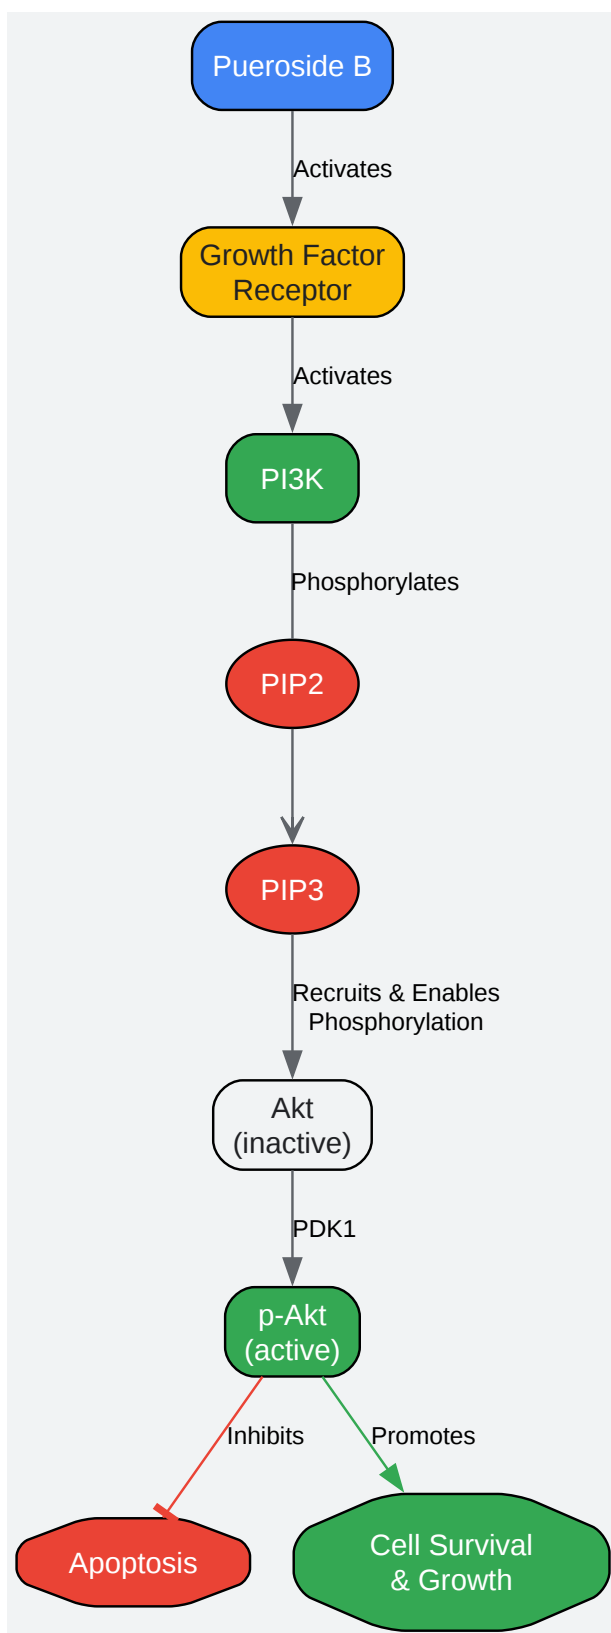 Pueroside B
Activates
Growth Factor
Receptor
Activates
PI3K
Phosphorylates
PIP2
PIP3
Recruits & Enables
Phosphorylation
Akt
(inactive)
PDK1
p-Akt
(active)
Inhibits
Promotes
Apoptosis
Cell Survival
& Growth